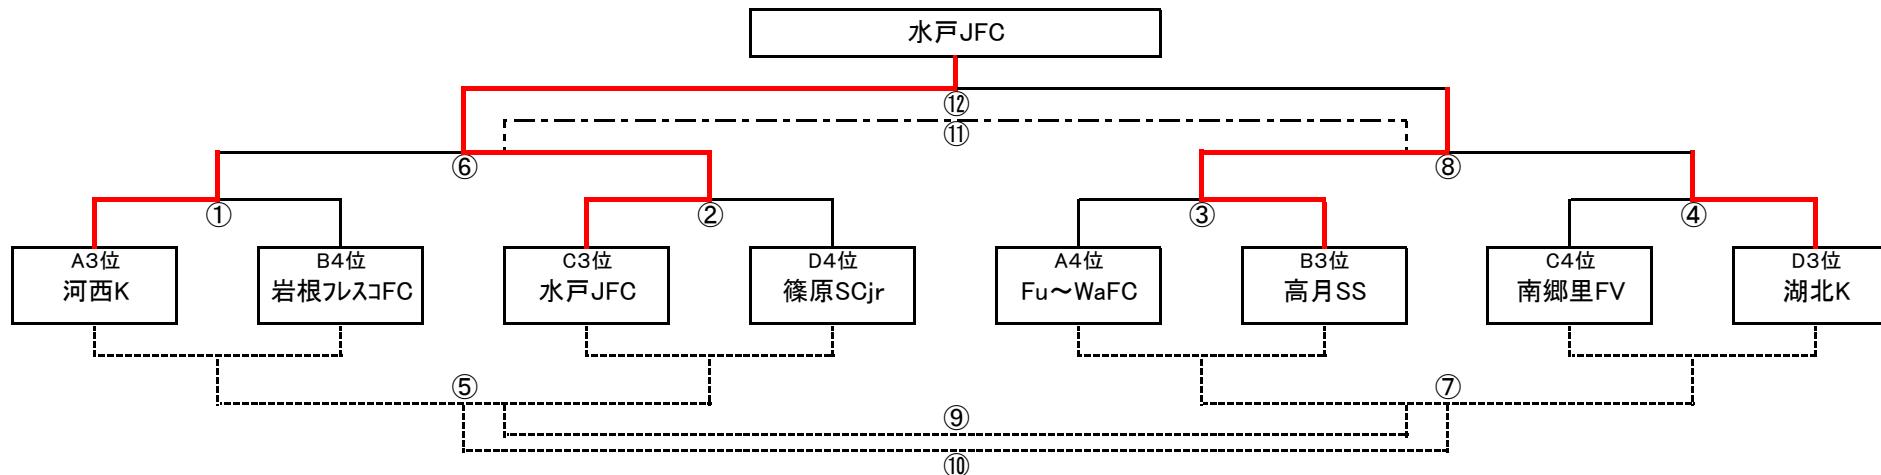 水戸JFC
⑫
⑪
⑥ ⑧
① ② ③ ④
A3位 B4位 C3位 D4位 A4位 B3位 C4位 D3位
河西K 岩根フレスコFC 水戸JFC 篠原SCjr Fu～WaFC 高月SS 南郷里FV 湖北K
⑤ ⑦
⑨
⑩